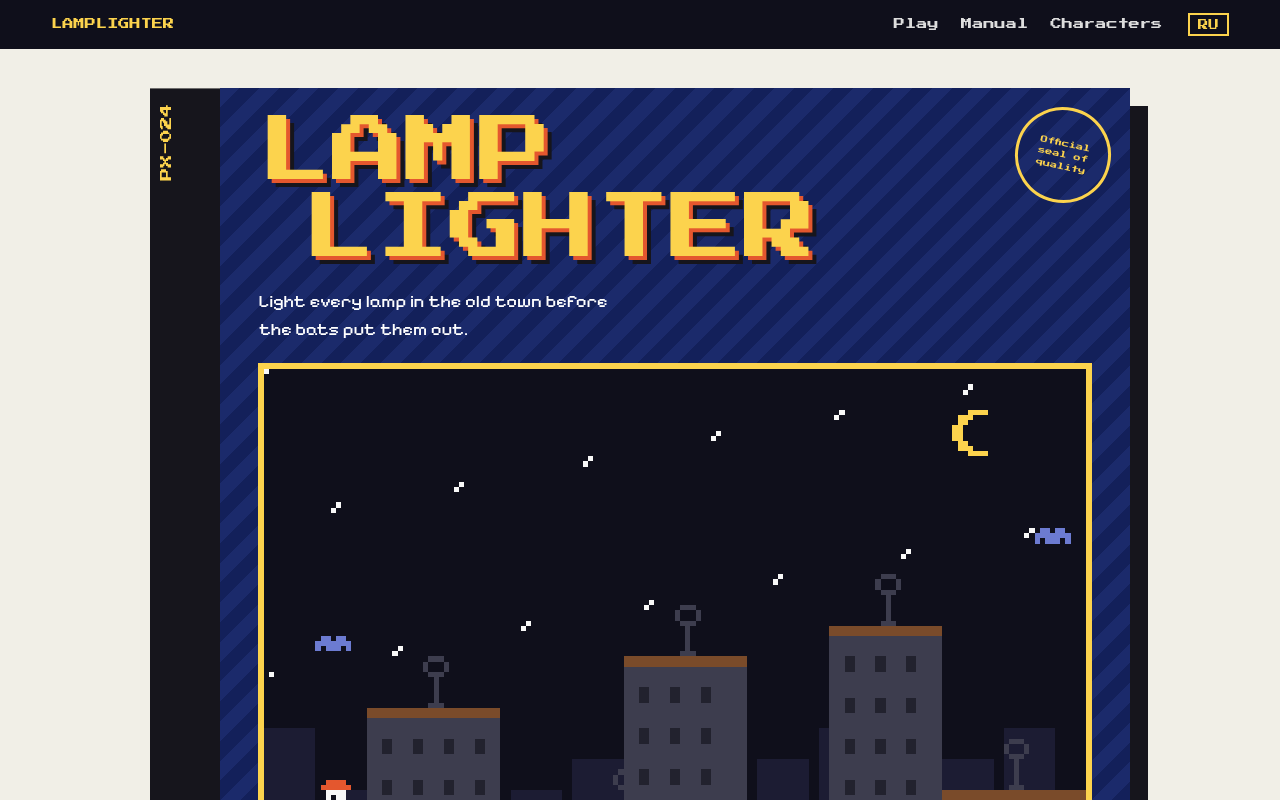 LAMPLIGHTER
Play Manual Characters RU
PX-024
LAMP
LIGHTER
Official
seal of
quality
Light every lamp in the old town before
the bats put them out.